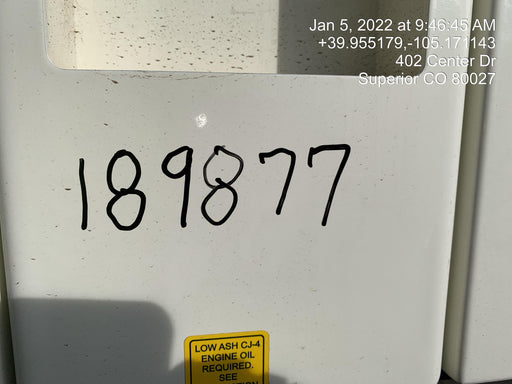 Jan 5, 2022 at 9:46:45 AM
+39.955179,-105.171143
402 Center Dr
Superior CO 80027
189877
LOW ASH CJ-4
ENGINE OIL
REQUIRED.
SEE